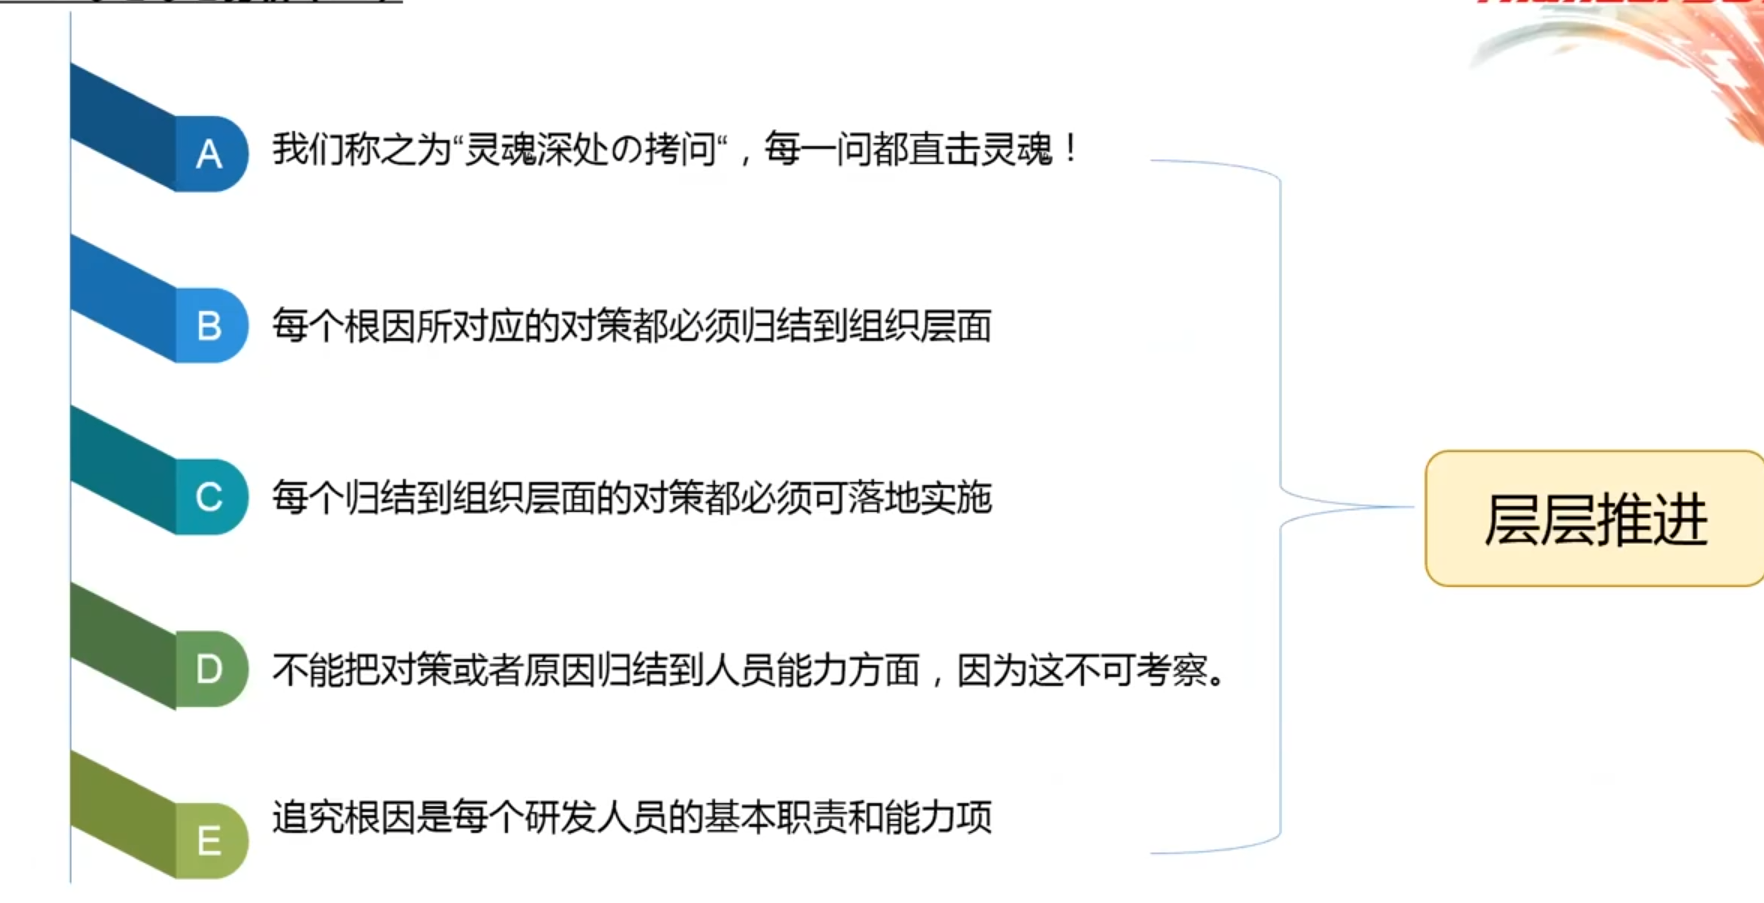 A 我们称之为“灵魂深处の拷问“，每一问都直击灵魂！
B 每个根因所对应的对策都必须归结到组织层面
C 每个归结到组织层面的对策都必须可落地实施
D 不能把对策或者原因归结到人员能力方面，因为这不可考察。
E 追究根因是每个研发人员的基本职责和能力项
层层推进